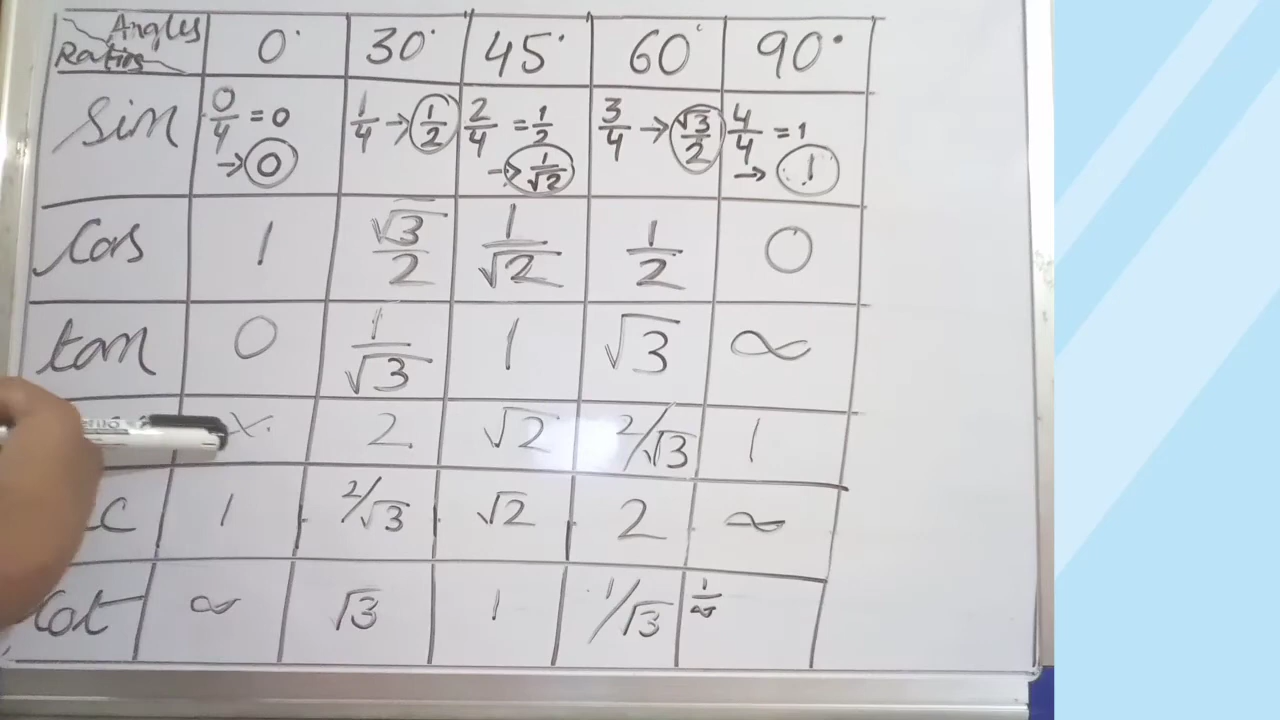 Angles
Ratios 0° 30° 45° 60° 90°
Sin 0/4 = 0 → 0 1/4 → 1/2 2/4 = 1/2 → 1/√2 3/4 → √3/2 4/4 = 1 → 1
Cos 1 √3/2 1/√2 1/2 0
tan 0 1/√3 1 √3 ∞
2 √2 2/√3 1
C 1 2/√3 √2 2 ∞
Cot ∞ √3 1 1/√3 1/∞